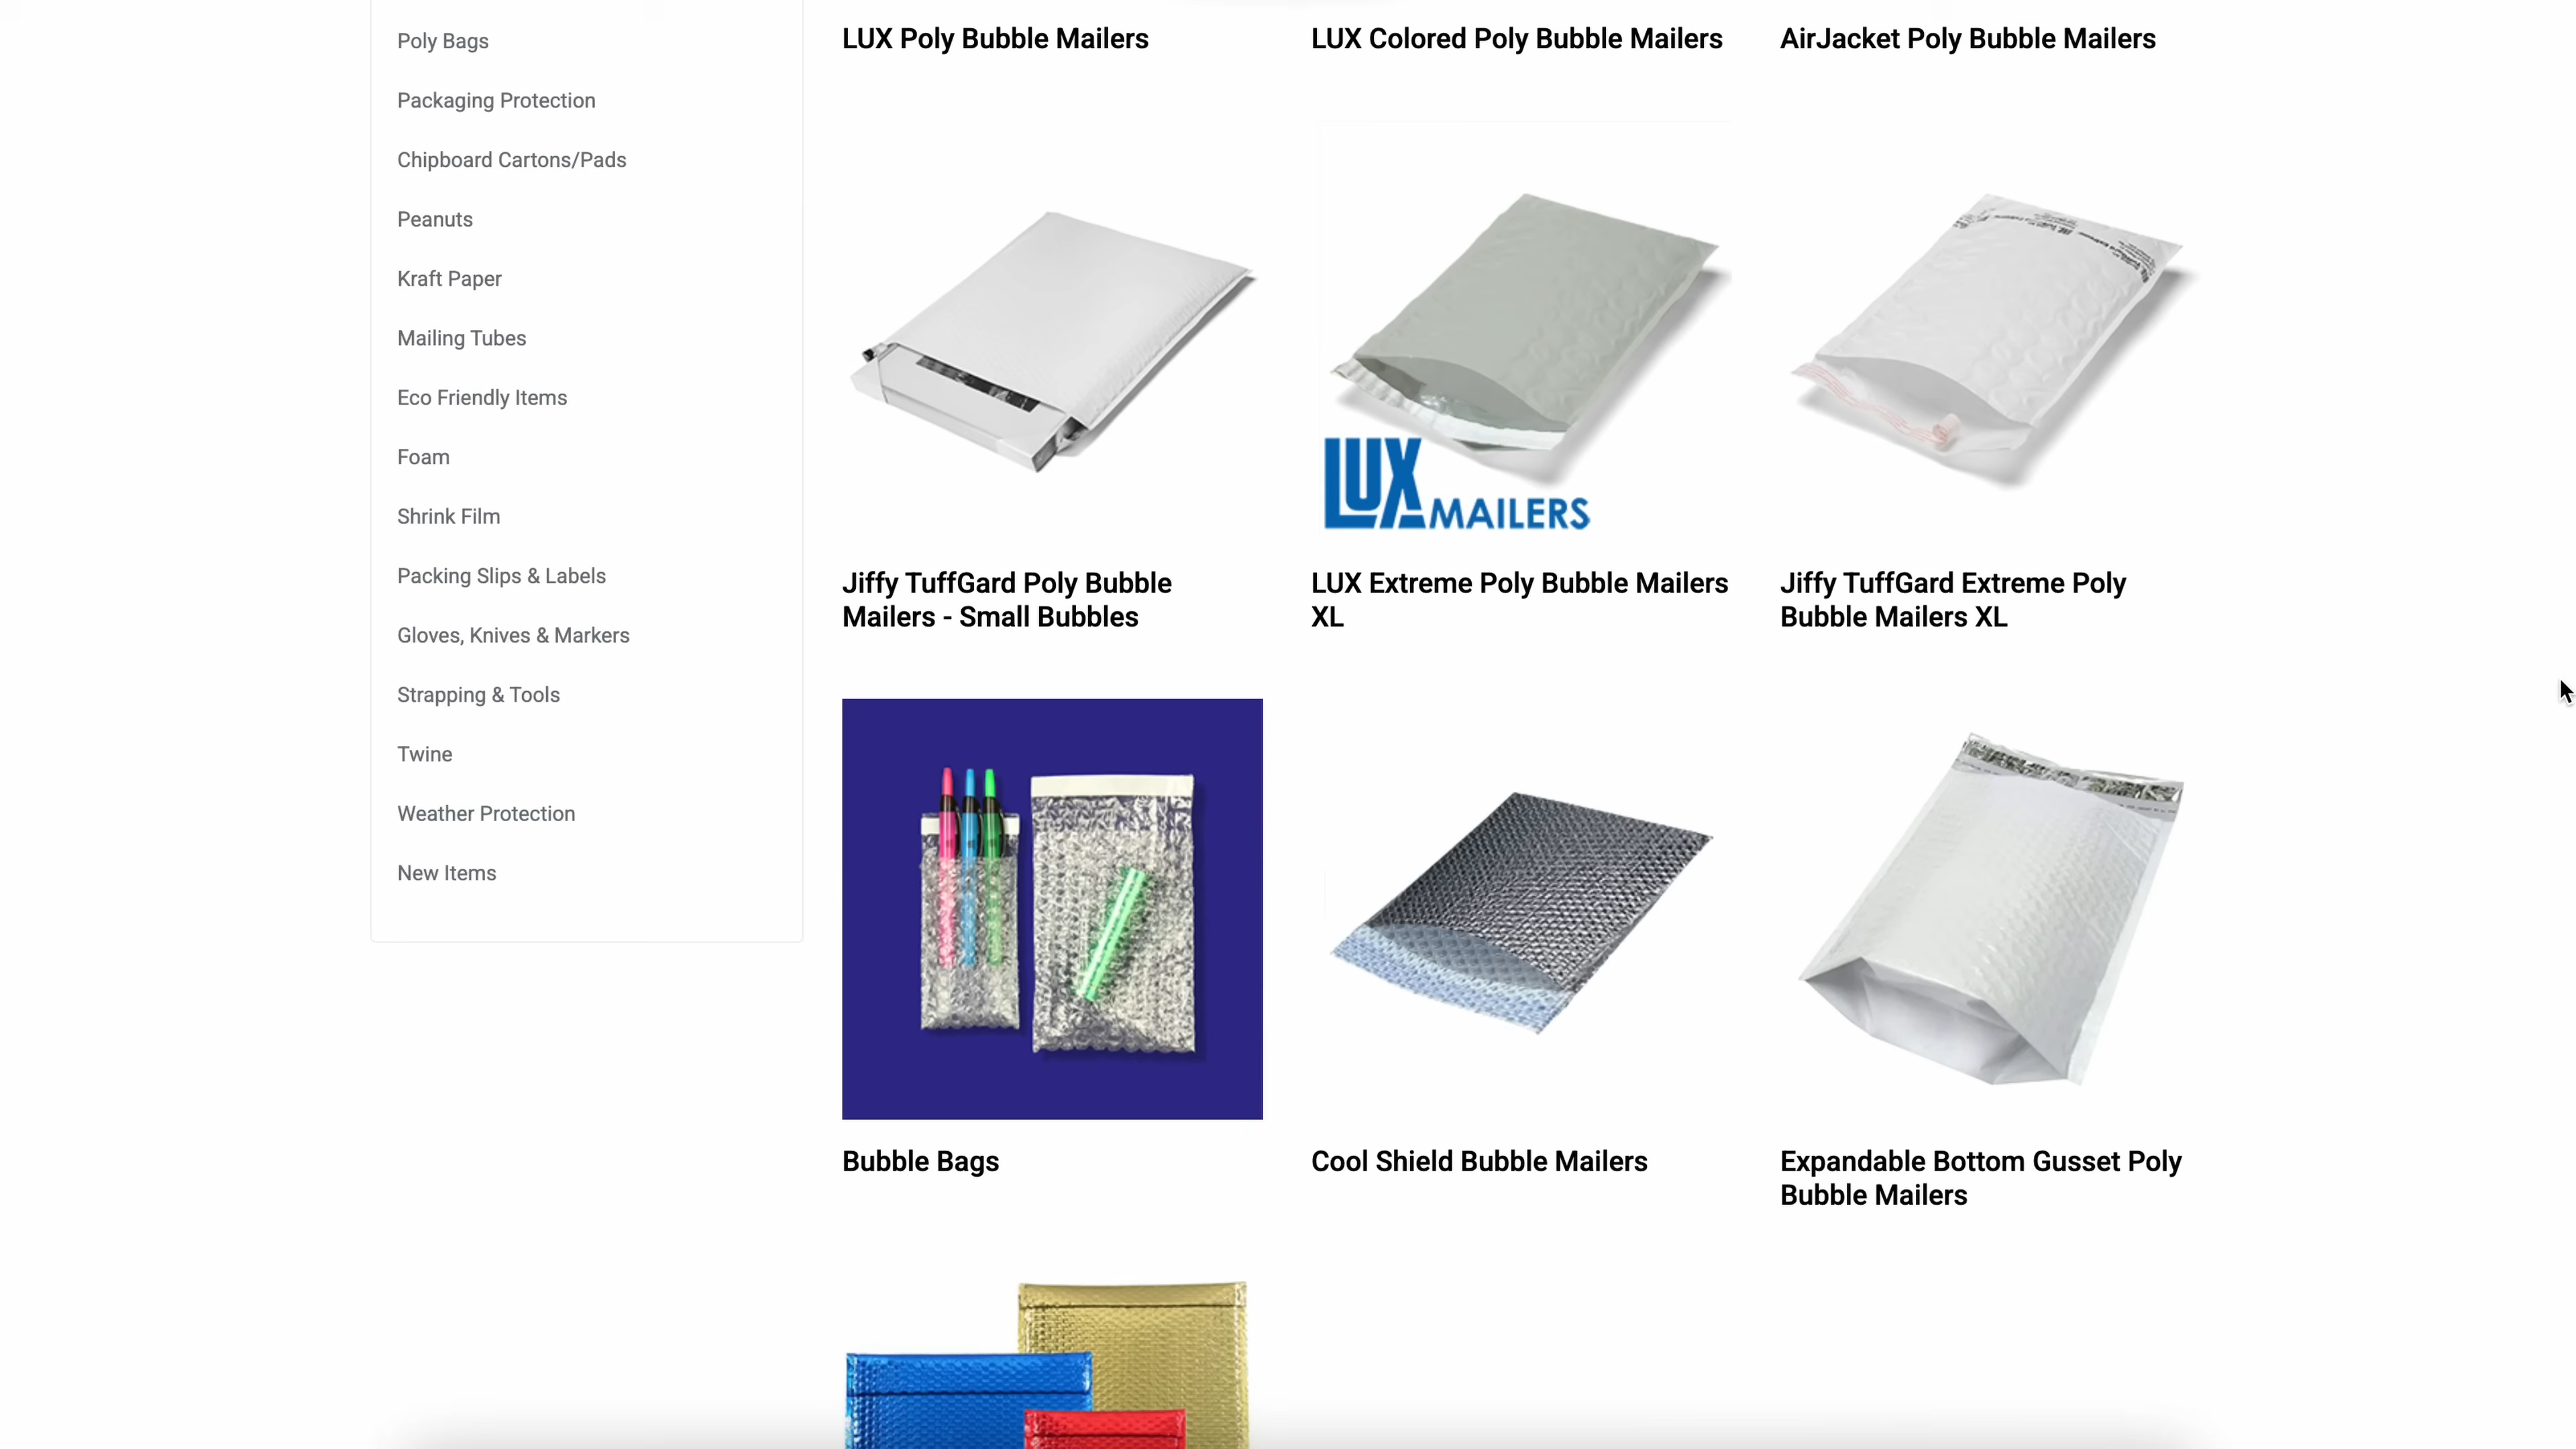 Poly Bags
Packaging Protection
Chipboard Cartons/Pads
Peanuts
Kraft Paper
Mailing Tubes
Eco Friendly Items
Foam
Shrink Film
Packing Slips & Labels
Gloves, Knives & Markers
Strapping & Tools
Twine
Weather Protection
New Items
LUX Poly Bubble Mailers
LUX Colored Poly Bubble Mailers
AirJacket Poly Bubble Mailers
LUX MAILERS
Jiffy TuffGard Poly Bubble
Mailers - Small Bubbles
LUX Extreme Poly Bubble Mailers
XL
Jiffy TuffGard Extreme Poly
Bubble Mailers XL
Bubble Bags
Cool Shield Bubble Mailers
Expandable Bottom Gusset Poly
Bubble Mailers